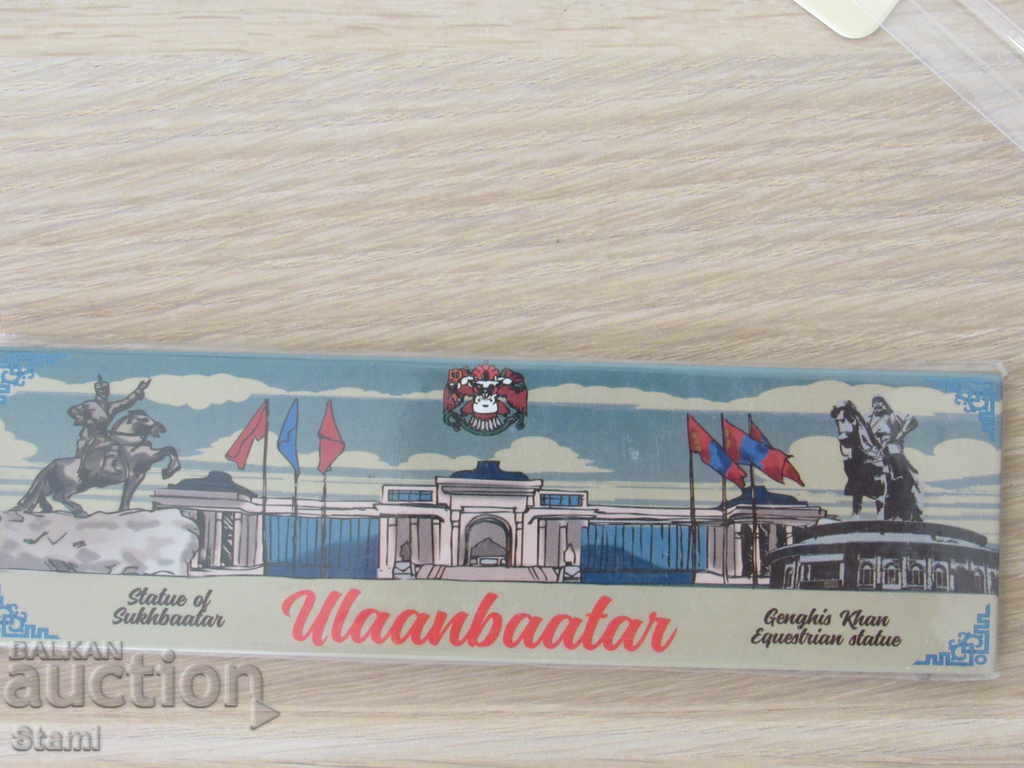 Statue of
Sukhbaatar
Ulaanbaatar
Genghis Khan
Equestrian statue
BALKAN
auction
Stami